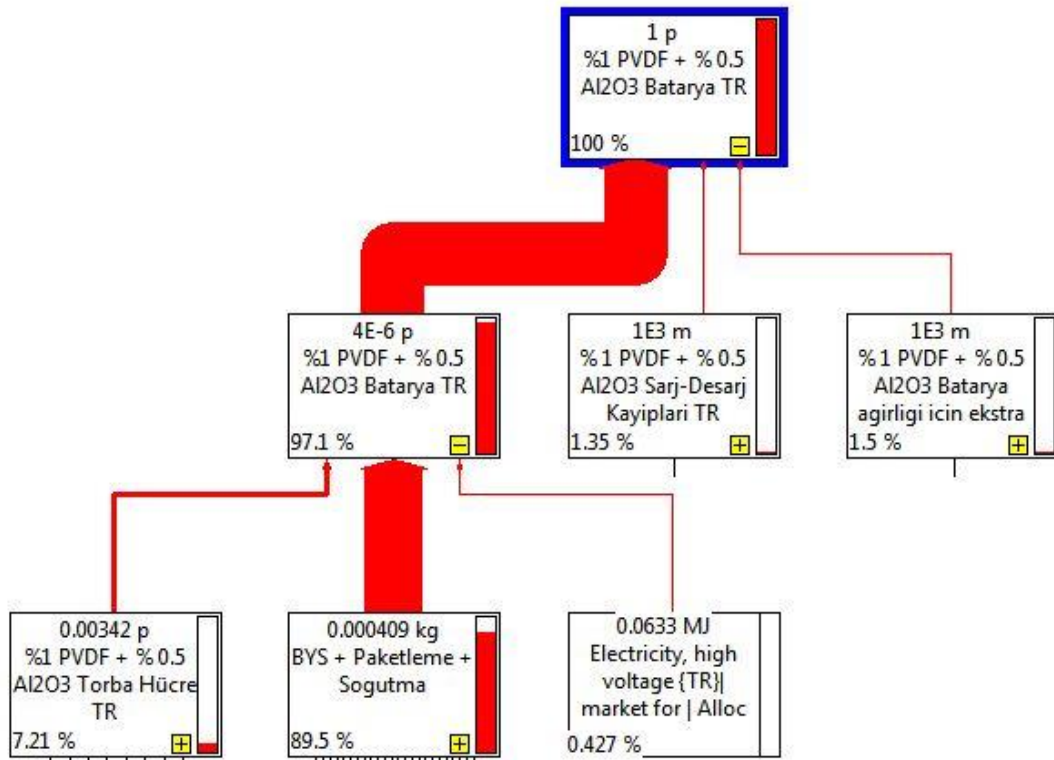 1 p
%1 PVDF + % 0.5
Al2O3 Batarya TR
100 %
4E-6 p
%1 PVDF + % 0.5
Al2O3 Batarya TR
97.1 %
1E3 m
%1 PVDF + % 0.5
Al2O3 Sarj-Desarj
Kayiplari TR
1.35 %
1E3 m
%1 PVDF + % 0.5
Al2O3 Batarya
agirligi icin ekstra
1.5 %
0.00342 p
%1 PVDF + % 0.5
Al2O3 Torba Hücre
TR
7.21 %
0.000409 kg
BYS + Paketleme +
Sogutma
89.5 %
0.0633 MJ
Electricity, high
voltage {TR}|
market for | Alloc
0.427 %